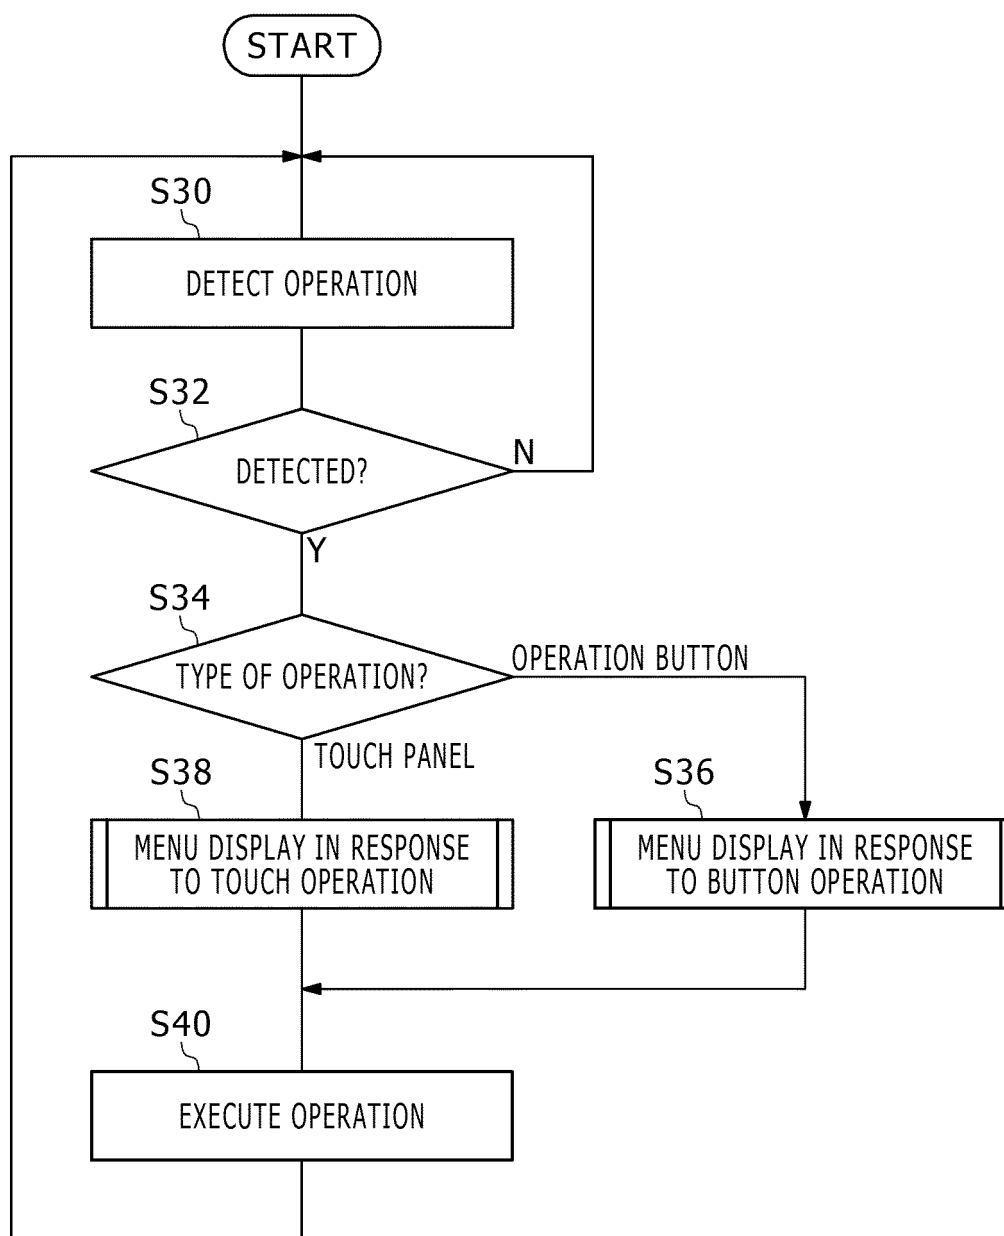 START
S30
DETECT OPERATION
S32
DETECTED?
N
Y
S34
TYPE OF OPERATION?
OPERATION BUTTON
TOUCH PANEL
S38
MENU DISPLAY IN RESPONSE
TO TOUCH OPERATION
S36
MENU DISPLAY IN RESPONSE
TO BUTTON OPERATION
S40
EXECUTE OPERATION